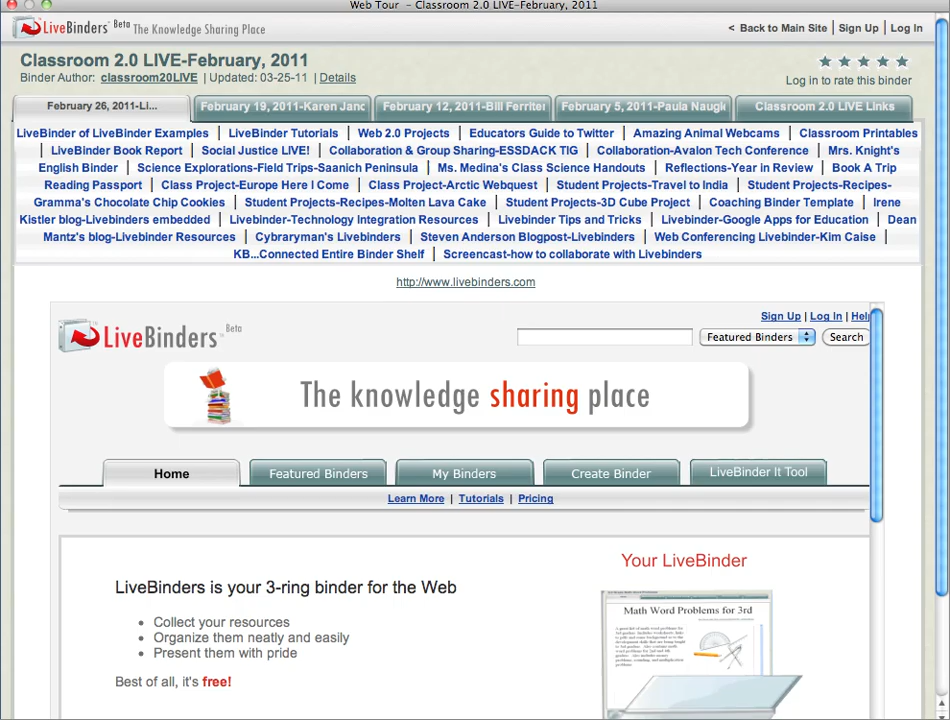 Web Tour - Classroom 2.0 LIVE-February, 2011
LiveBinders Beta The Knowledge Sharing Place
< Back to Main Site | Sign Up | Log In
Classroom 2.0 LIVE-February, 2011
Binder Author: classroom20LIVE | Updated: 03-25-11 | Details
Log in to rate this binder
February 26, 2011-Li... February 19, 2011-Karen Janc February 12, 2011-Bill Ferriter February 5, 2011-Paula Naugle Classroom 2.0 LIVE Links
LiveBinder of LiveBinder Examples | LiveBinder Tutorials | Web 2.0 Projects | Educators Guide to Twitter | Amazing Animal Webcams | Classroom Printables
| LiveBinder Book Report | Social Justice LIVE! | Collaboration & Group Sharing-ESSDACK TIG | Collaboration-Avalon Tech Conference | Mrs. Knight's
English Binder | Science Explorations-Field Trips-Saanich Peninsula | Ms. Medina's Class Science Handouts | Reflections-Year in Review | Book A Trip
Reading Passport | Class Project-Europe Here I Come | Class Project-Arctic Webquest | Student Projects-Travel to India | Student Projects-Recipes-
Gramma's Chocolate Chip Cookies | Student Projects-Recipes-Molten Lava Cake | Student Projects-3D Cube Project | Coaching Binder Template | Irene
Kistler blog-Livebinders embedded | Livebinder-Technology Integration Resources | Livebinder Tips and Tricks | Livebinder-Google Apps for Education | Dean
Mantz's blog-Livebinder Resources | Cybraryman's Livebinders | Steven Anderson Blogpost-Livebinders | Web Conferencing Livebinder-Kim Caise |
KB...Connected Entire Binder Shelf | Screencast-how to collaborate with Livebinders
http://www.livebinders.com
Sign Up | Log In | Help
LiveBinders Beta
Featured Binders Search
The knowledge sharing place
Home Featured Binders My Binders Create Binder LiveBinder It Tool
Learn More | Tutorials | Pricing
Your LiveBinder
LiveBinders is your 3-ring binder for the Web
Math Word Problems for 3rd
• Collect your resources
• Organize them neatly and easily
• Present them with pride
Best of all, it's free!